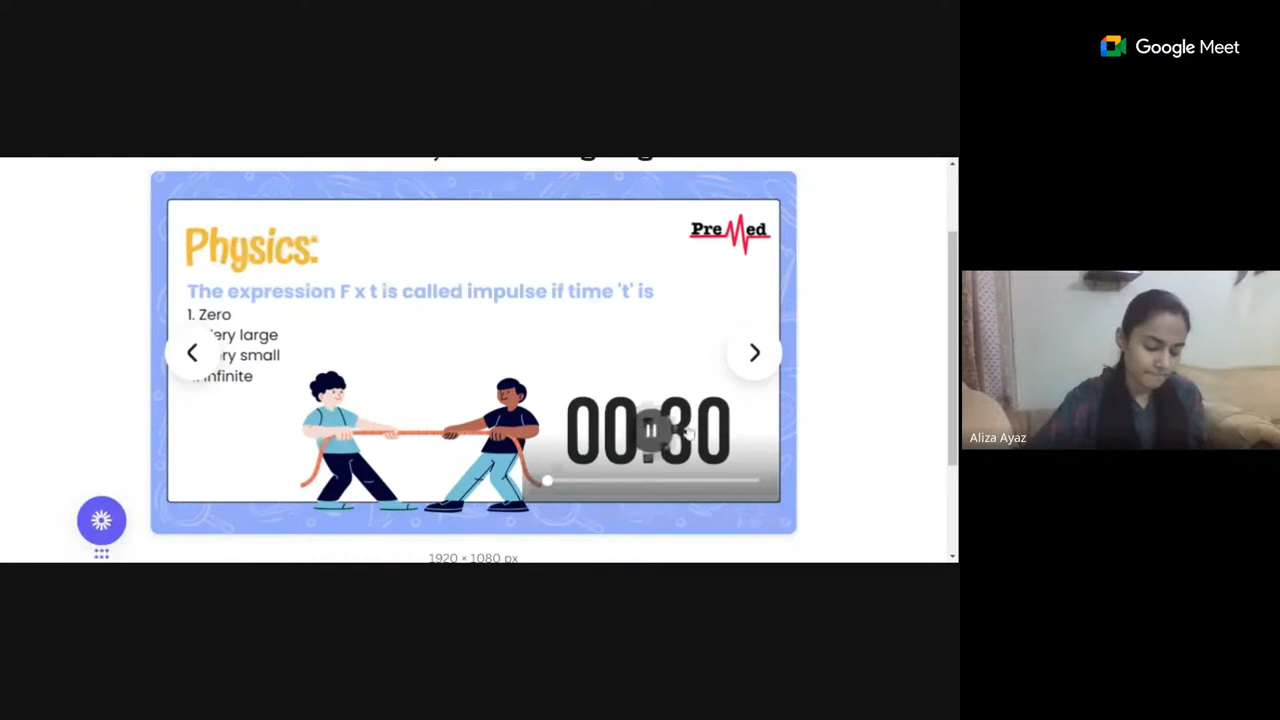 Google Meet
PreMed
Physics:
The expression F x t is called impulse if time 't' is
1. Zero
ery large
ry small
infinite
00:30
Aliza Ayaz
1920 × 1080 px